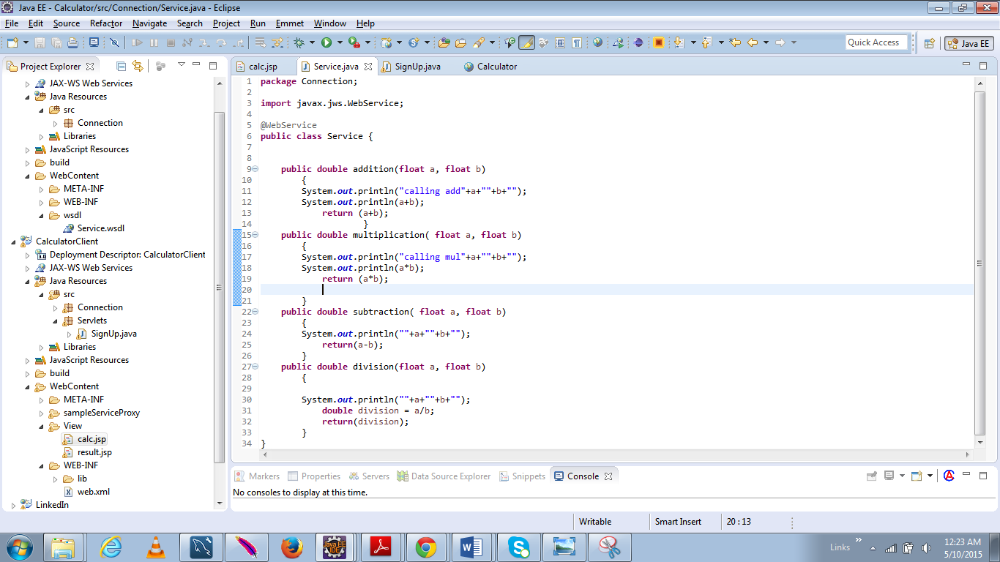 Java EE - Calculator/src/Connection/Service.java - Eclipse
File Edit Source Refactor Navigate Search Project Run Emmet Window Help
Quick Access
Java EE
Project Explorer
JAX-WS Web Services
Java Resources
src
Connection
Libraries
JavaScript Resources
build
WebContent
META-INF
WEB-INF
wsdl
Service.wsdl
CalculatorClient
3.0 Deployment Descriptor: CalculatorClient
JAX-WS Web Services
Java Resources
src
Connection
Servlets
SignUp.java
Libraries
JavaScript Resources
build
WebContent
META-INF
sampleServiceProxy
View
calc.jsp
result.jsp
WEB-INF
lib
web.xml
LinkedIn
calc.jsp Service.java SignUp.java Calculator
1 package Connection;
2
3 import javax.jws.WebService;
4
5 @WebService
6 public class Service {
7
8
9 public double addition(float a, float b)
10 {
11 System.out.println("calling add"+a+""+b+"");
12 System.out.println(a+b);
13 return (a+b);
14 }
15 public double multiplication( float a, float b)
16 {
17 System.out.println("calling mul"+a+""+b+"");
18 System.out.println(a*b);
19 return (a*b);
20
21 }
22 public double subtraction( float a, float b)
23 {
24 System.out.println(""+a+""+b+"");
25 return(a-b);
26 }
27 public double division(float a, float b)
28 {
29
30 System.out.println(""+a+""+b+"");
31 double division = a/b;
32 return(division);
33 }
34 }
Markers Properties Servers Data Source Explorer Snippets Console
No consoles to display at this time.
Writable Smart Insert 20 : 13
Java EE IDE
Links
12:23 AM
5/10/2015